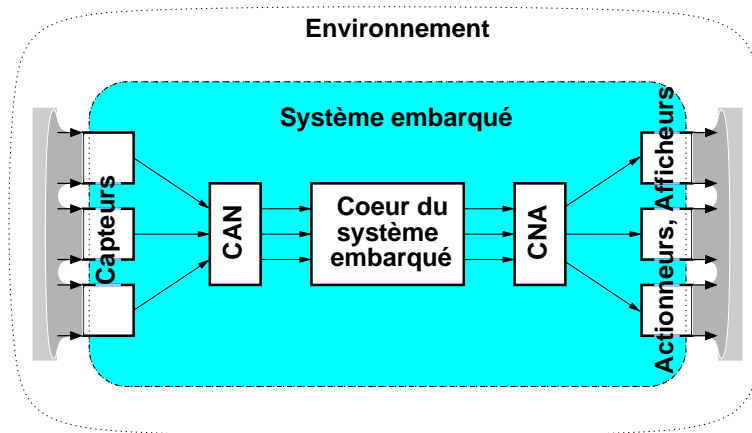 Environnement
Système embarqué
Capteurs
CAN
Coeur du
système
embarqué
CNA
Actionneurs, Afficheurs